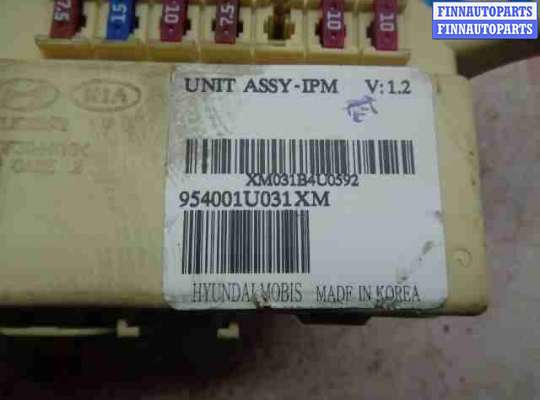 FINNAUTOPARTS
FINNAUTOPARTS
7.5 15 10 7.5 10 10
UNIT ASSY-IPM V:1.2
KIA
XM031B4U0592
954001U031XM
HYUNDAI MOBIS MADE IN KOREA